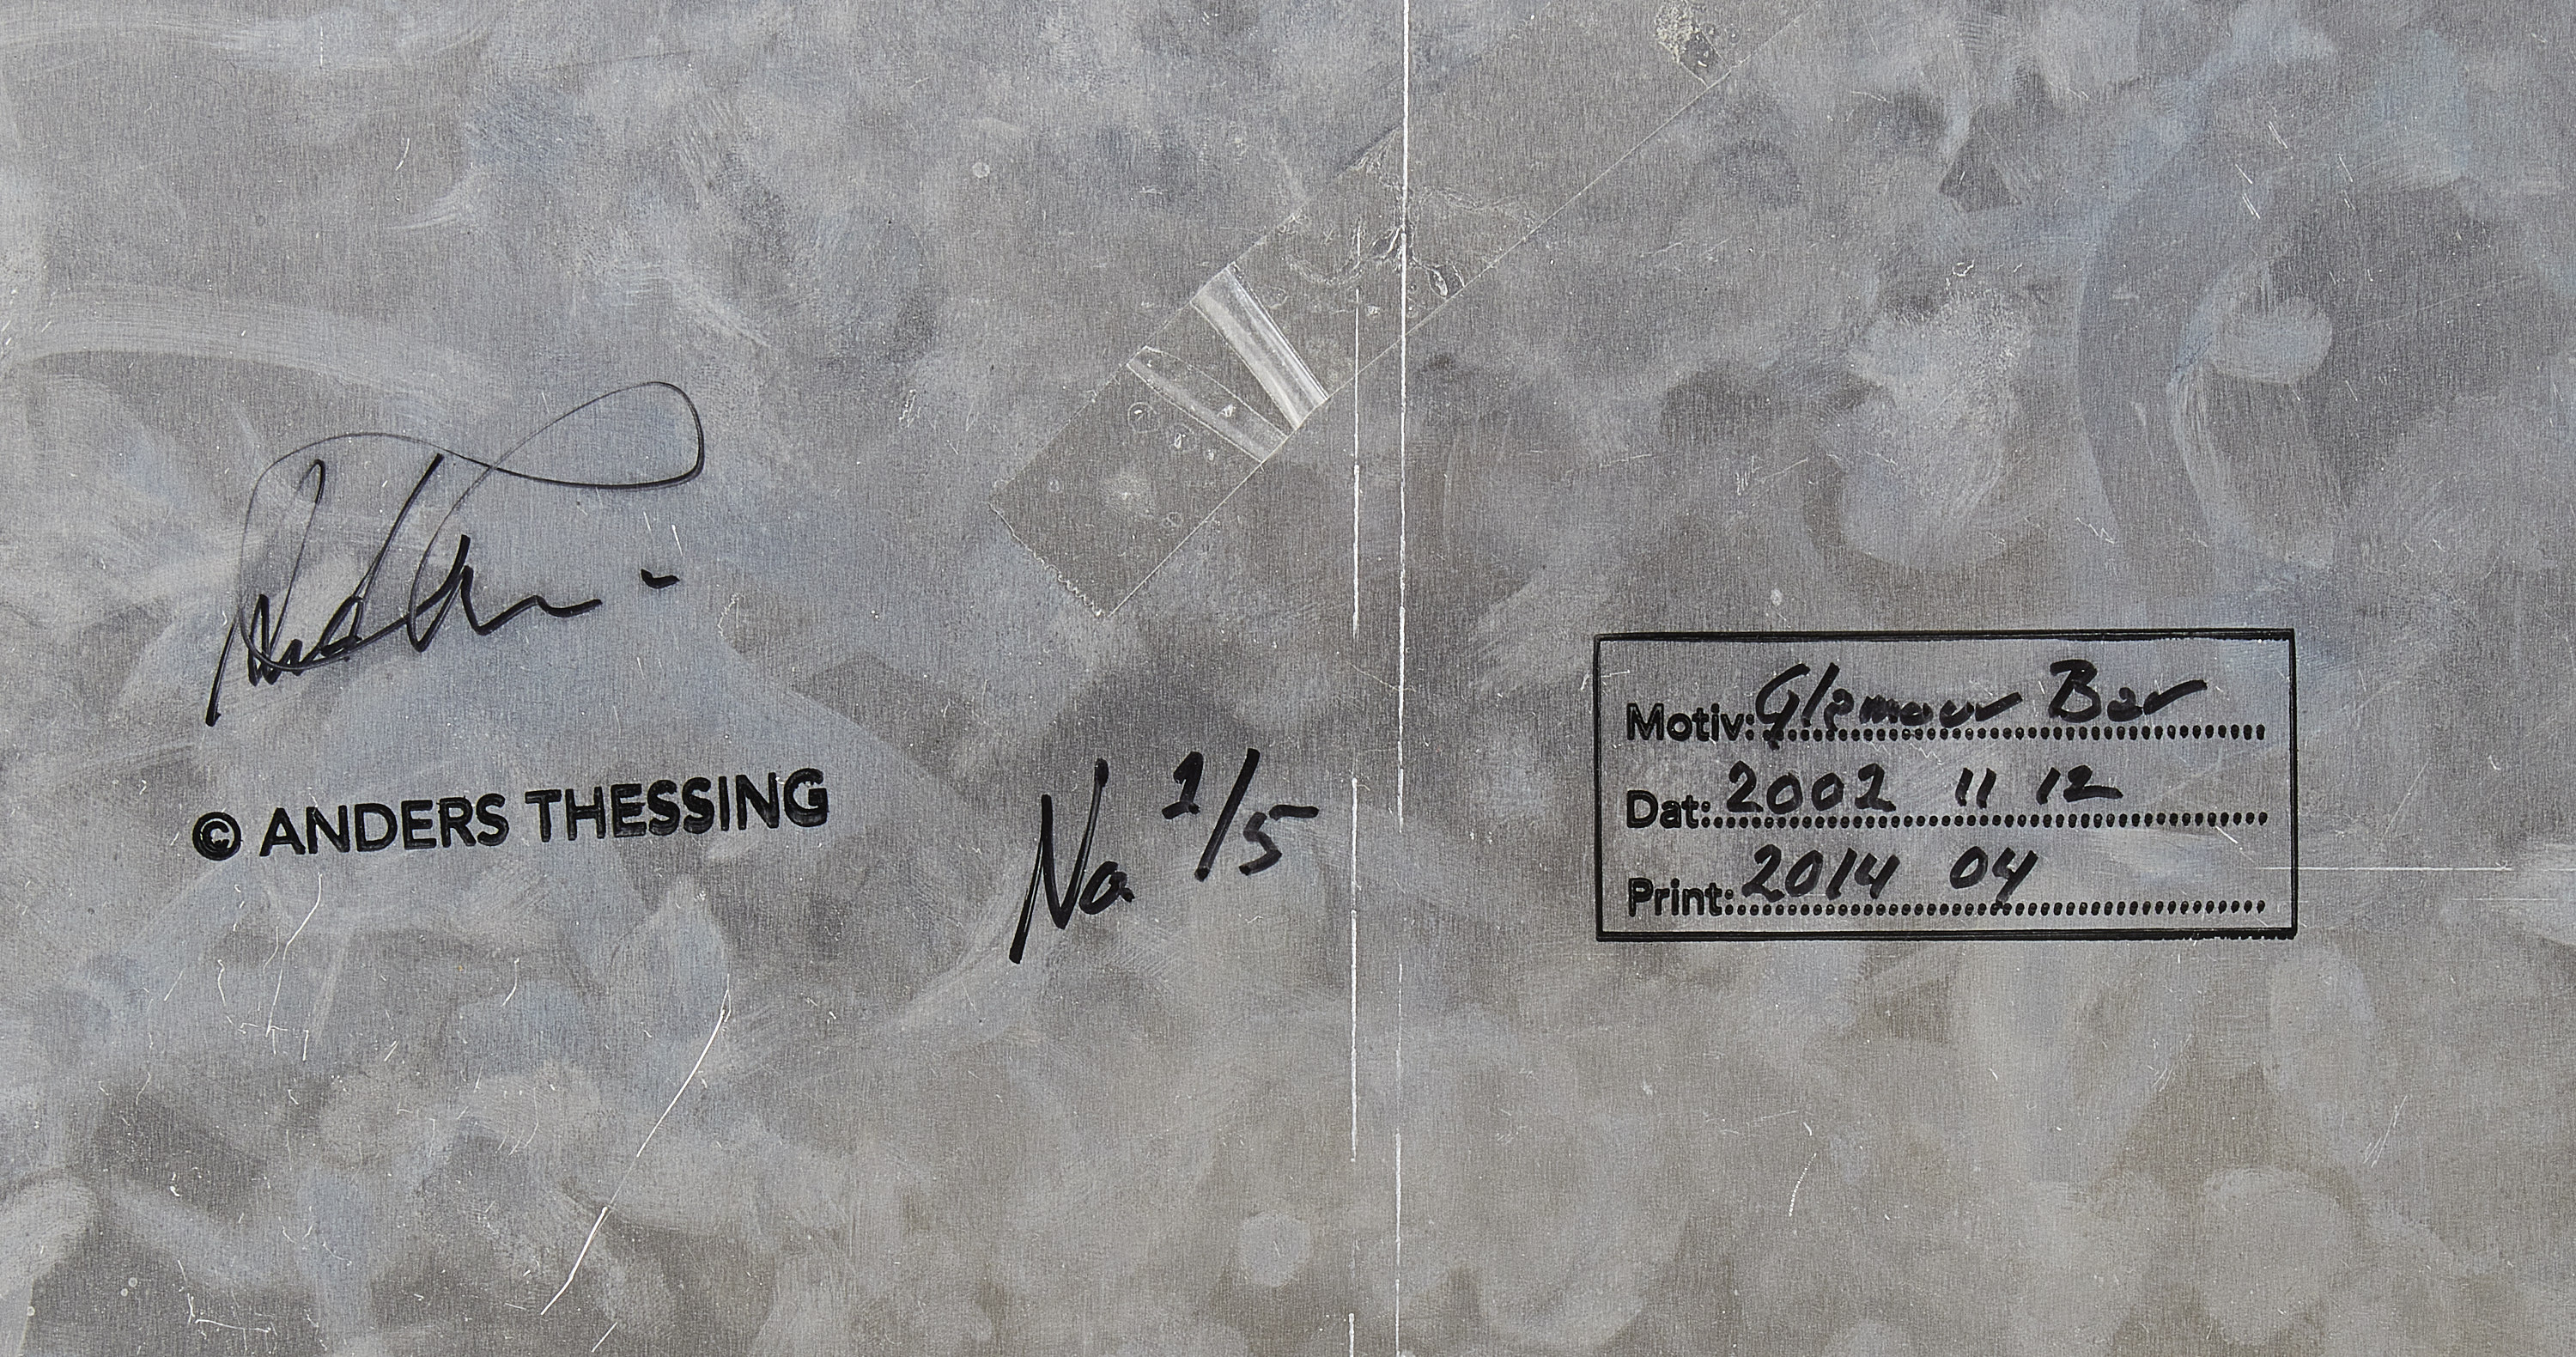 © ANDERS THESSING
No. 1/5
Motiv: Glamour Bar
Dat: 2002 11 12
Print: 2014 04